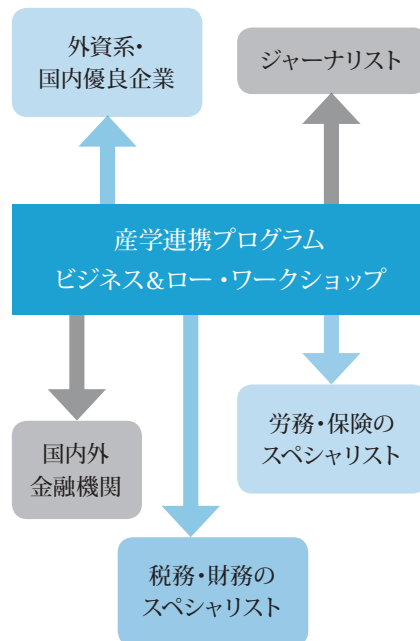 外資系・
国内優良企業
ジャーナリスト
産学連携プログラム
ビジネス&ロー・ワークショップ
国内外
金融機関
労務・保険の
スペシャリスト
税務・財務の
スペシャリスト